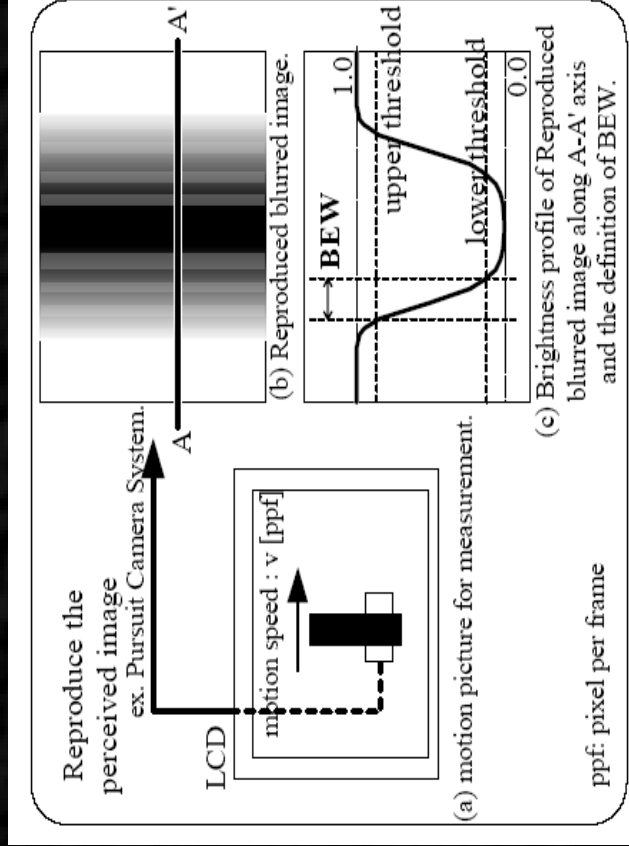 Reproduce the
perceived image
ex. Pursuit Camera System.
LCD
motion speed : v [ppf]
(a) motion picture for measurement.
ppf: pixel per frame
A
A'
(b) Reproduced blurred image.
BEW
1.0
upper threshold
lower threshold
0.0
(c) Brightness profile of Reproduced
blurred image along A-A' axis
and the definition of BEW.